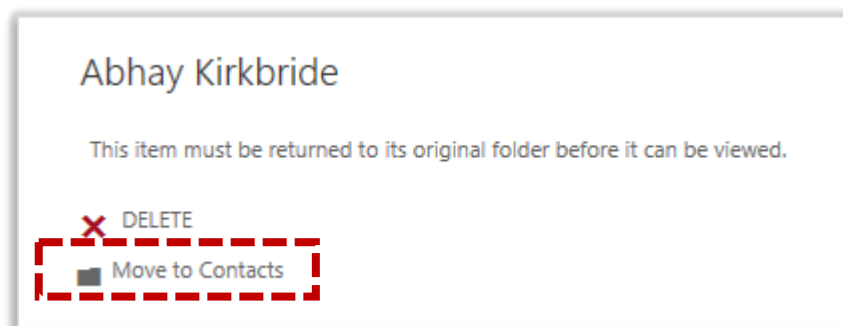 Abhay Kirkbride
This item must be returned to its original folder before it can be viewed.
DELETE
Move to Contacts